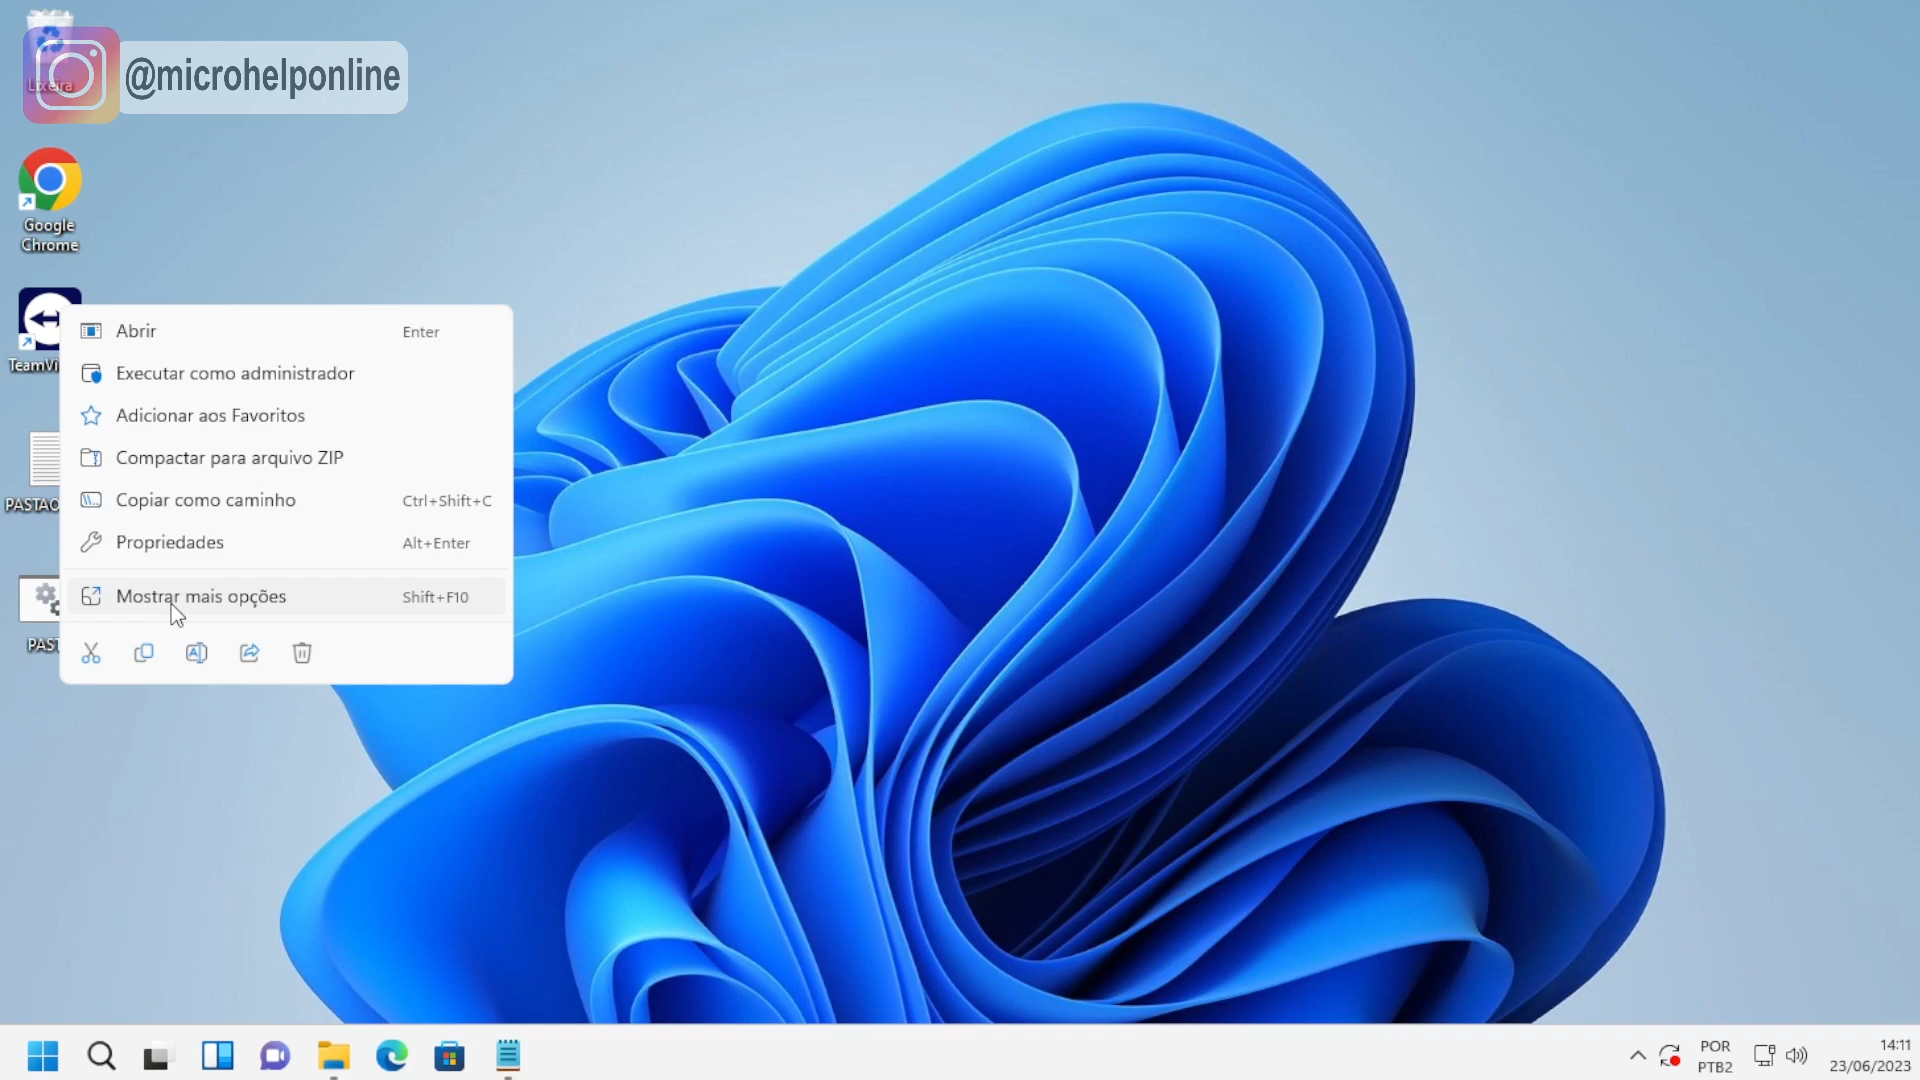 Lixeira
@microhelponline
Google
Chrome
TeamVi
PASTAO
PAST
Abrir Enter
Executar como administrador
Adicionar aos Favoritos
Compactar para arquivo ZIP
Copiar como caminho Ctrl+Shift+C
Propriedades Alt+Enter
Mostrar mais opções Shift+F10
POR
PTB2
14:11
23/06/2023